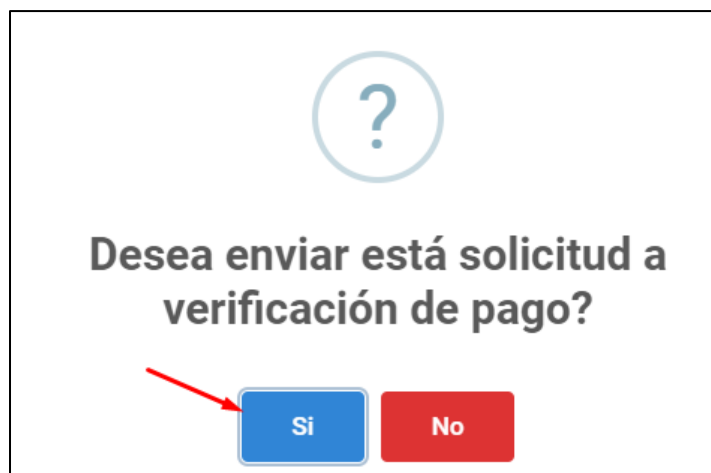 ?
Desea enviar está solicitud a
verificación de pago?
Si No